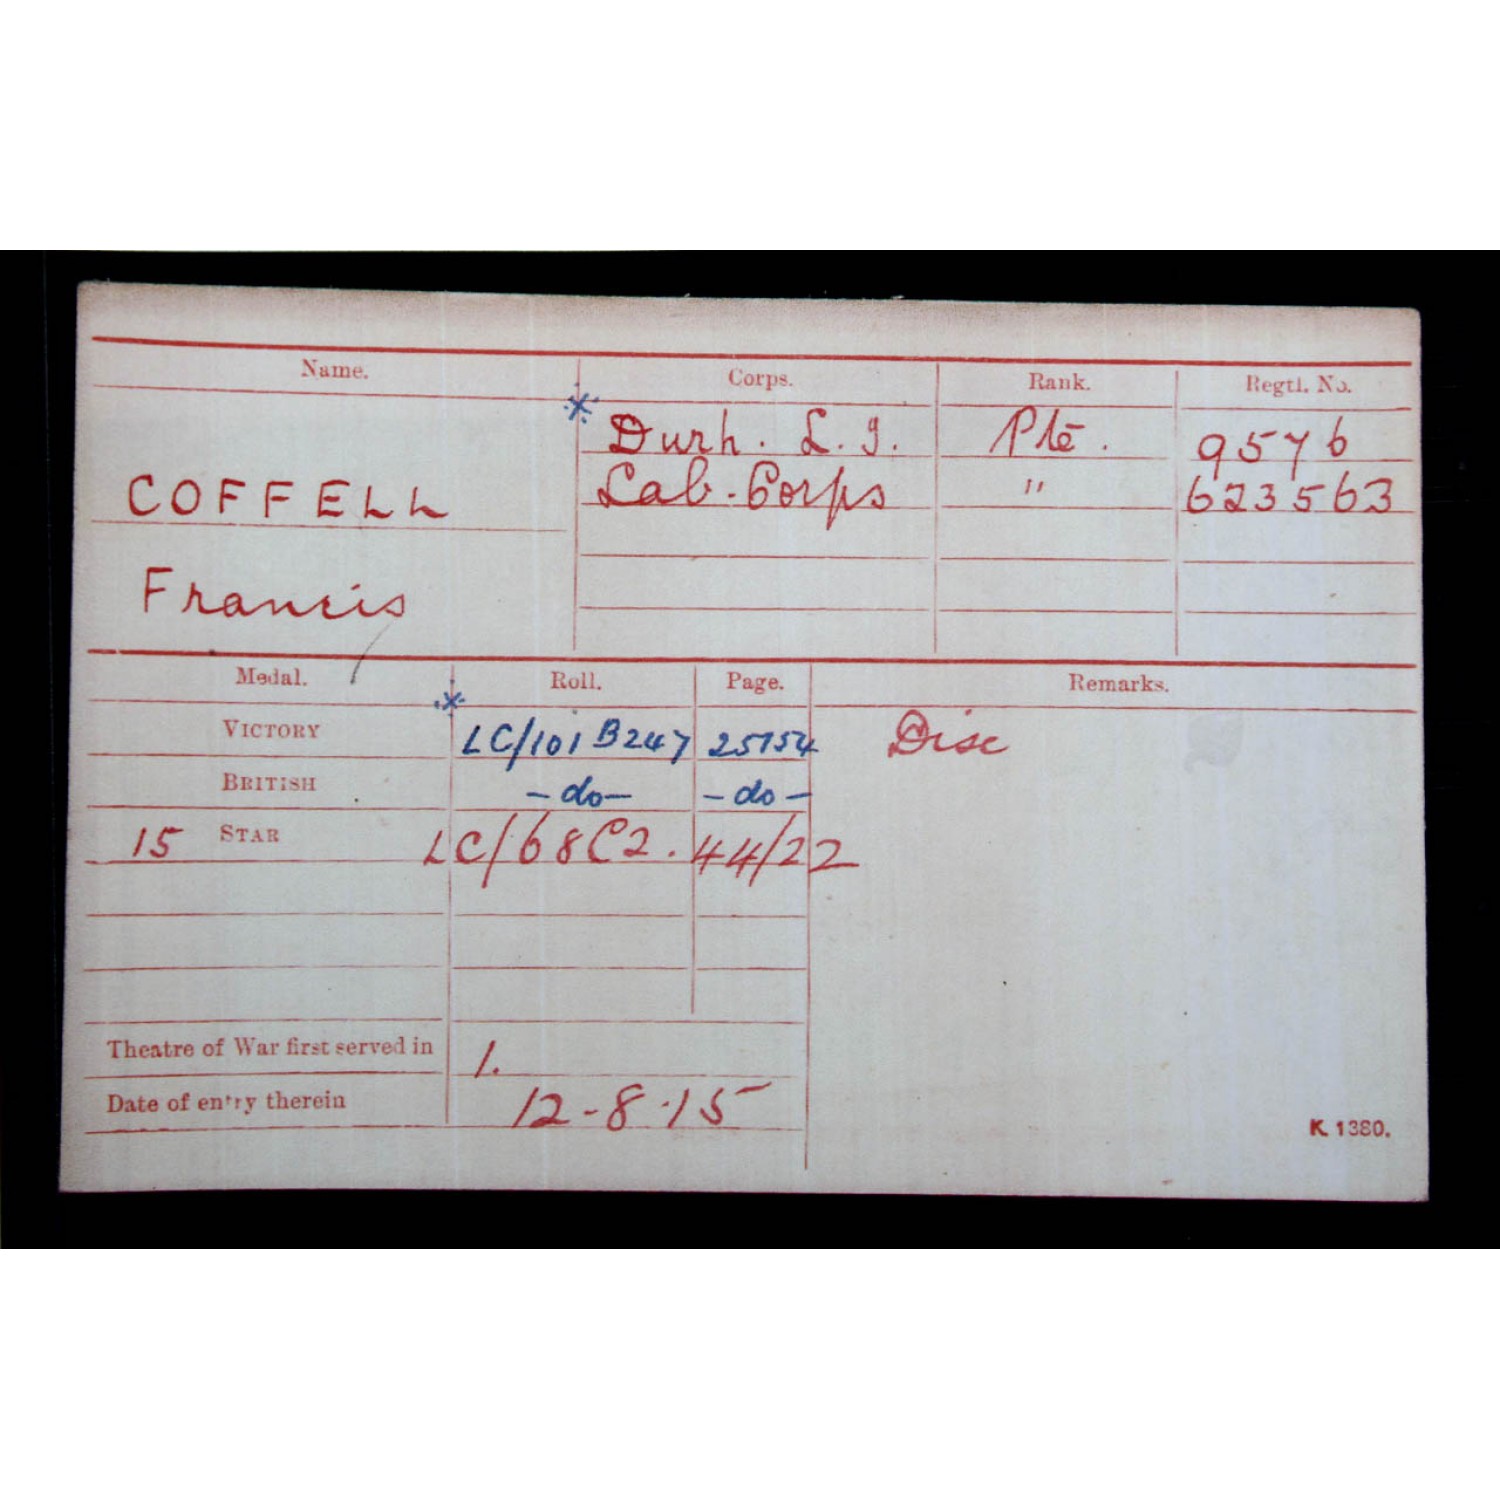 Name. Corps. Rank. Regtl. No.
* Durh. L.I. Pte. 9576
COFFELL Lab. Corps " 623563
Francis
Medal. Roll. Page. Remarks.
* VICTORY LC/101 B247 25154 Disc
BRITISH -do- -do-
15 STAR LC/68C2. 44/22
Theatre of War first served in 1.
Date of entry therein 12-8-15
K. 1380.